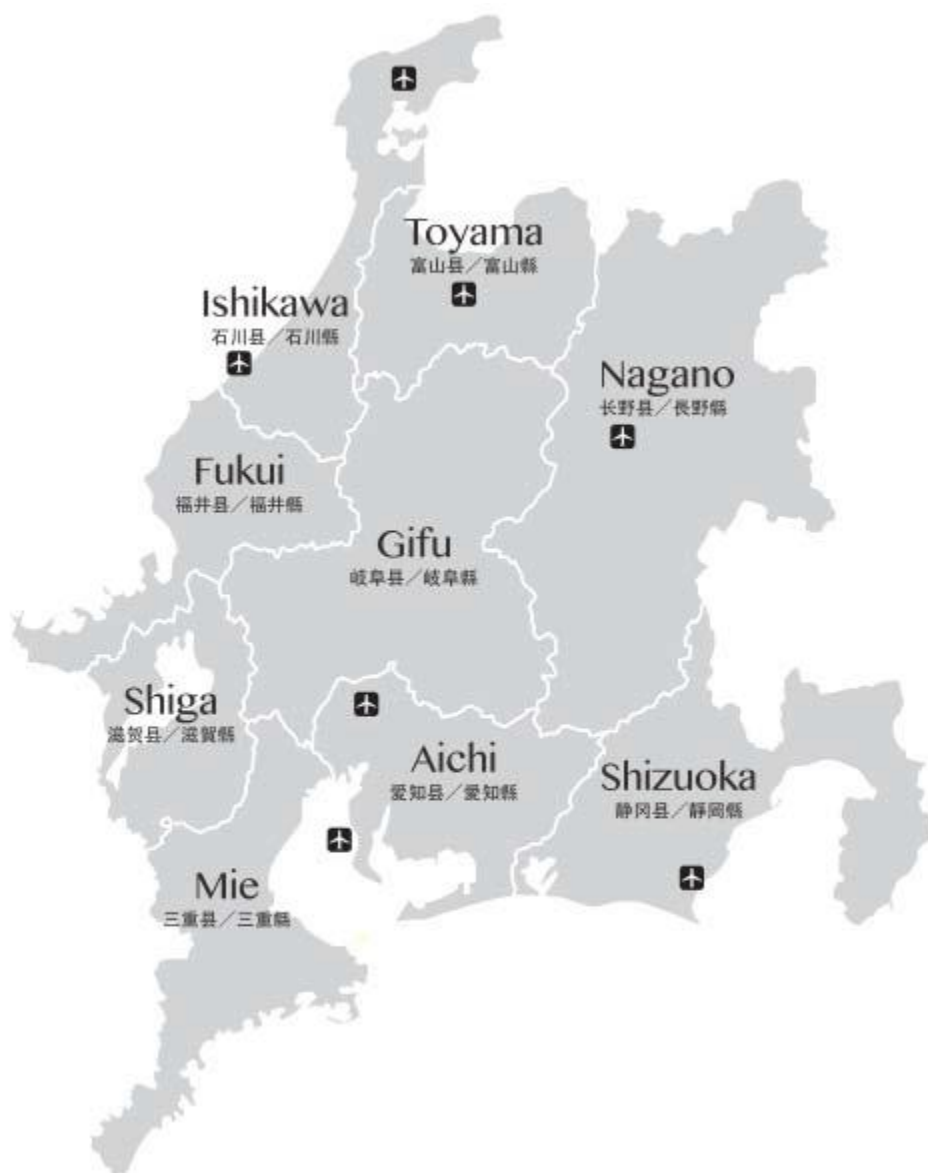 Toyama
富山县／富山縣
Ishikawa
石川县／石川縣
Nagano
长野县／長野縣
Fukui
福井县／福井縣
Gifu
岐阜县／岐阜縣
Shiga
滋贺县／滋賀縣
Aichi
爱知县／愛知縣
Shizuoka
静冈县／靜岡縣
Mie
三重县／三重縣